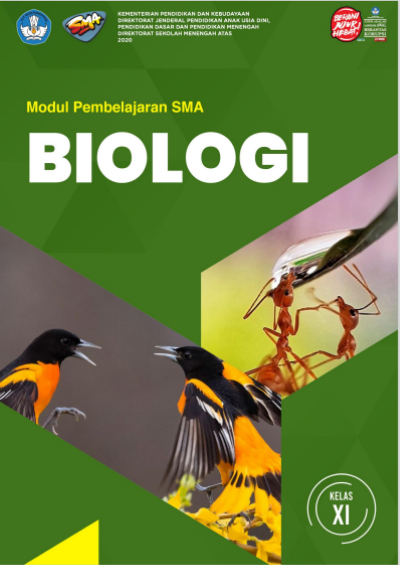 KEMENTERIAN PENDIDIKAN DAN KEBUDAYAAN
DIREKTORAT JENDERAL PENDIDIKAN ANAK USIA DINI,
PENDIDIKAN DASAR DAN PENDIDIKAN MENENGAH
DIREKTORAT SEKOLAH MENENGAH ATAS
2020
SMA
Modul Pembelajaran SMA
BIOLOGI
KELAS
XI